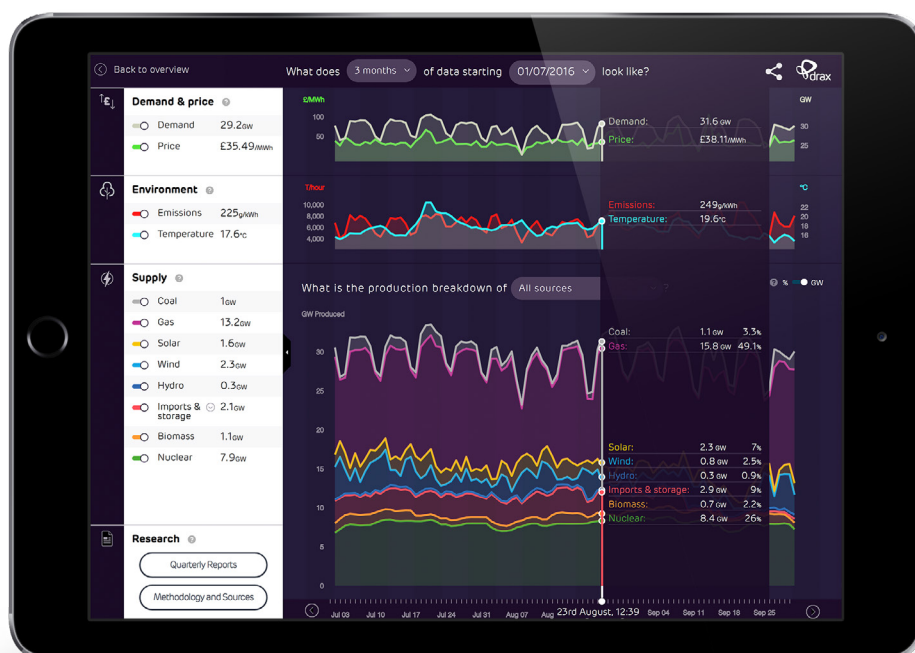 Back to overview
What does 3 months of data starting 01/07/2016 look like?
drax
↑£↓
Demand & price ?
Demand 29.2GW
Price £35.49/MWh
Environment ?
Emissions 225g/kWh
Temperature 17.6°C
Supply ?
Coal 1GW
Gas 13.2GW
Solar 1.6GW
Wind 2.3GW
Hydro 0.3GW
Imports & 2.1GW
storage
Biomass 1.1GW
Nuclear 7.9GW
Research ?
Quarterly Reports
Methodology and Sources
£/MWh
100
50
GW
30
25
Demand: 31.6 GW
Price: £38.11/MWh
T/hour
10,000
8,000
6,000
4,000
°C
22
20
18
16
Emissions: 249g/kWh
Temperature: 19.6°C
What is the production breakdown of All sources ?
? % GW
GW Produced
30
25
20
15
10
5
0
Coal: 1.1 GW 3.3%
Gas: 15.8 GW 49.1%
Solar: 2.3 GW 7%
Wind: 0.8 GW 2.5%
Hydro: 0.3 GW 0.9%
Imports & storage: 2.9 GW 9%
Biomass: 0.7 GW 2.2%
Nuclear: 8.4 GW 26%
Jul 03 Jul 10 Jul 17 Jul 24 Jul 31 Aug 07 Aug 23rd August, 12:39 Sep 04 Sep 11 Sep 18 Sep 25